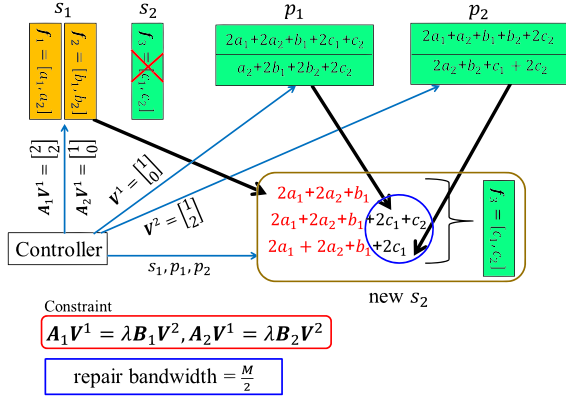 s₁ s₂ p₁ p₂
f₁ = [a₁, a₂]
f₂ = [b₁, b₂]
f₃ = [c₁, c₂]
2a₁+2a₂+b₁+2c₁+c₂
a₂+2b₁+2b₂+2c₂
2a₁+a₂+b₁+b₂+2c₂
2a₂+b₂+c₁ + 2c₂
A₁V¹ = [2 2]
A₂V¹ = [1 0]
V¹ = [1 0]
V² = [1 2]
Controller
s₁, p₁, p₂
2a₁+2a₂+b₁
2a₁+2a₂+b₁+2c₁+c₂
2a₁ + 2a₂+b₁+2c₁
f₃ = [c₁, c₂]
new s₂
Constraint
A₁V¹ = λB₁V², A₂V¹ = λB₂V²
repair bandwidth = M/2